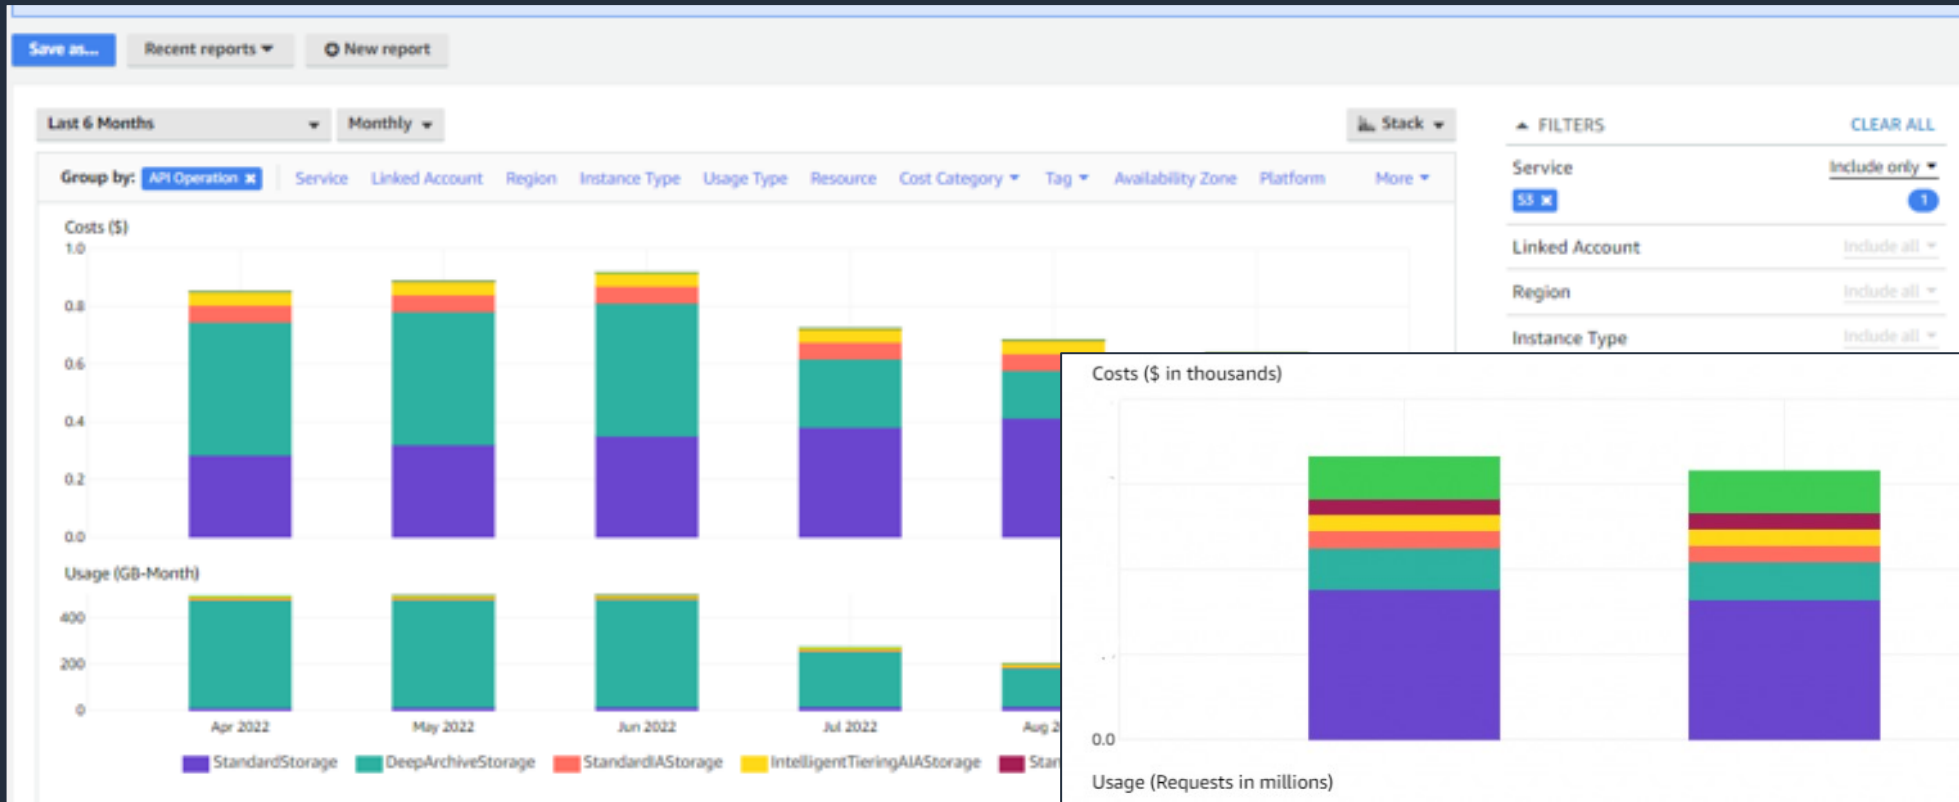 Save as...
Recent reports
New report
Last 6 Months
Monthly
Stack
Group by: API Operation Service Linked Account Region Instance Type Usage Type Resource Cost Category Tag Availability Zone Platform More
Costs ($)
1.0
0.8
0.6
0.4
0.2
0.0
Usage (GB-Month)
400
200
0
Apr 2022 May 2022 Jun 2022 Jul 2022 Aug 2
StandardStorage DeepArchiveStorage StandardIAStorage IntelligentTieringAIAStorage Stan
FILTERS CLEAR ALL
Service Include only
S3 1
Linked Account Include all
Region Include all
Instance Type Include all
Costs ($ in thousands)
0.0
Usage (Requests in millions)